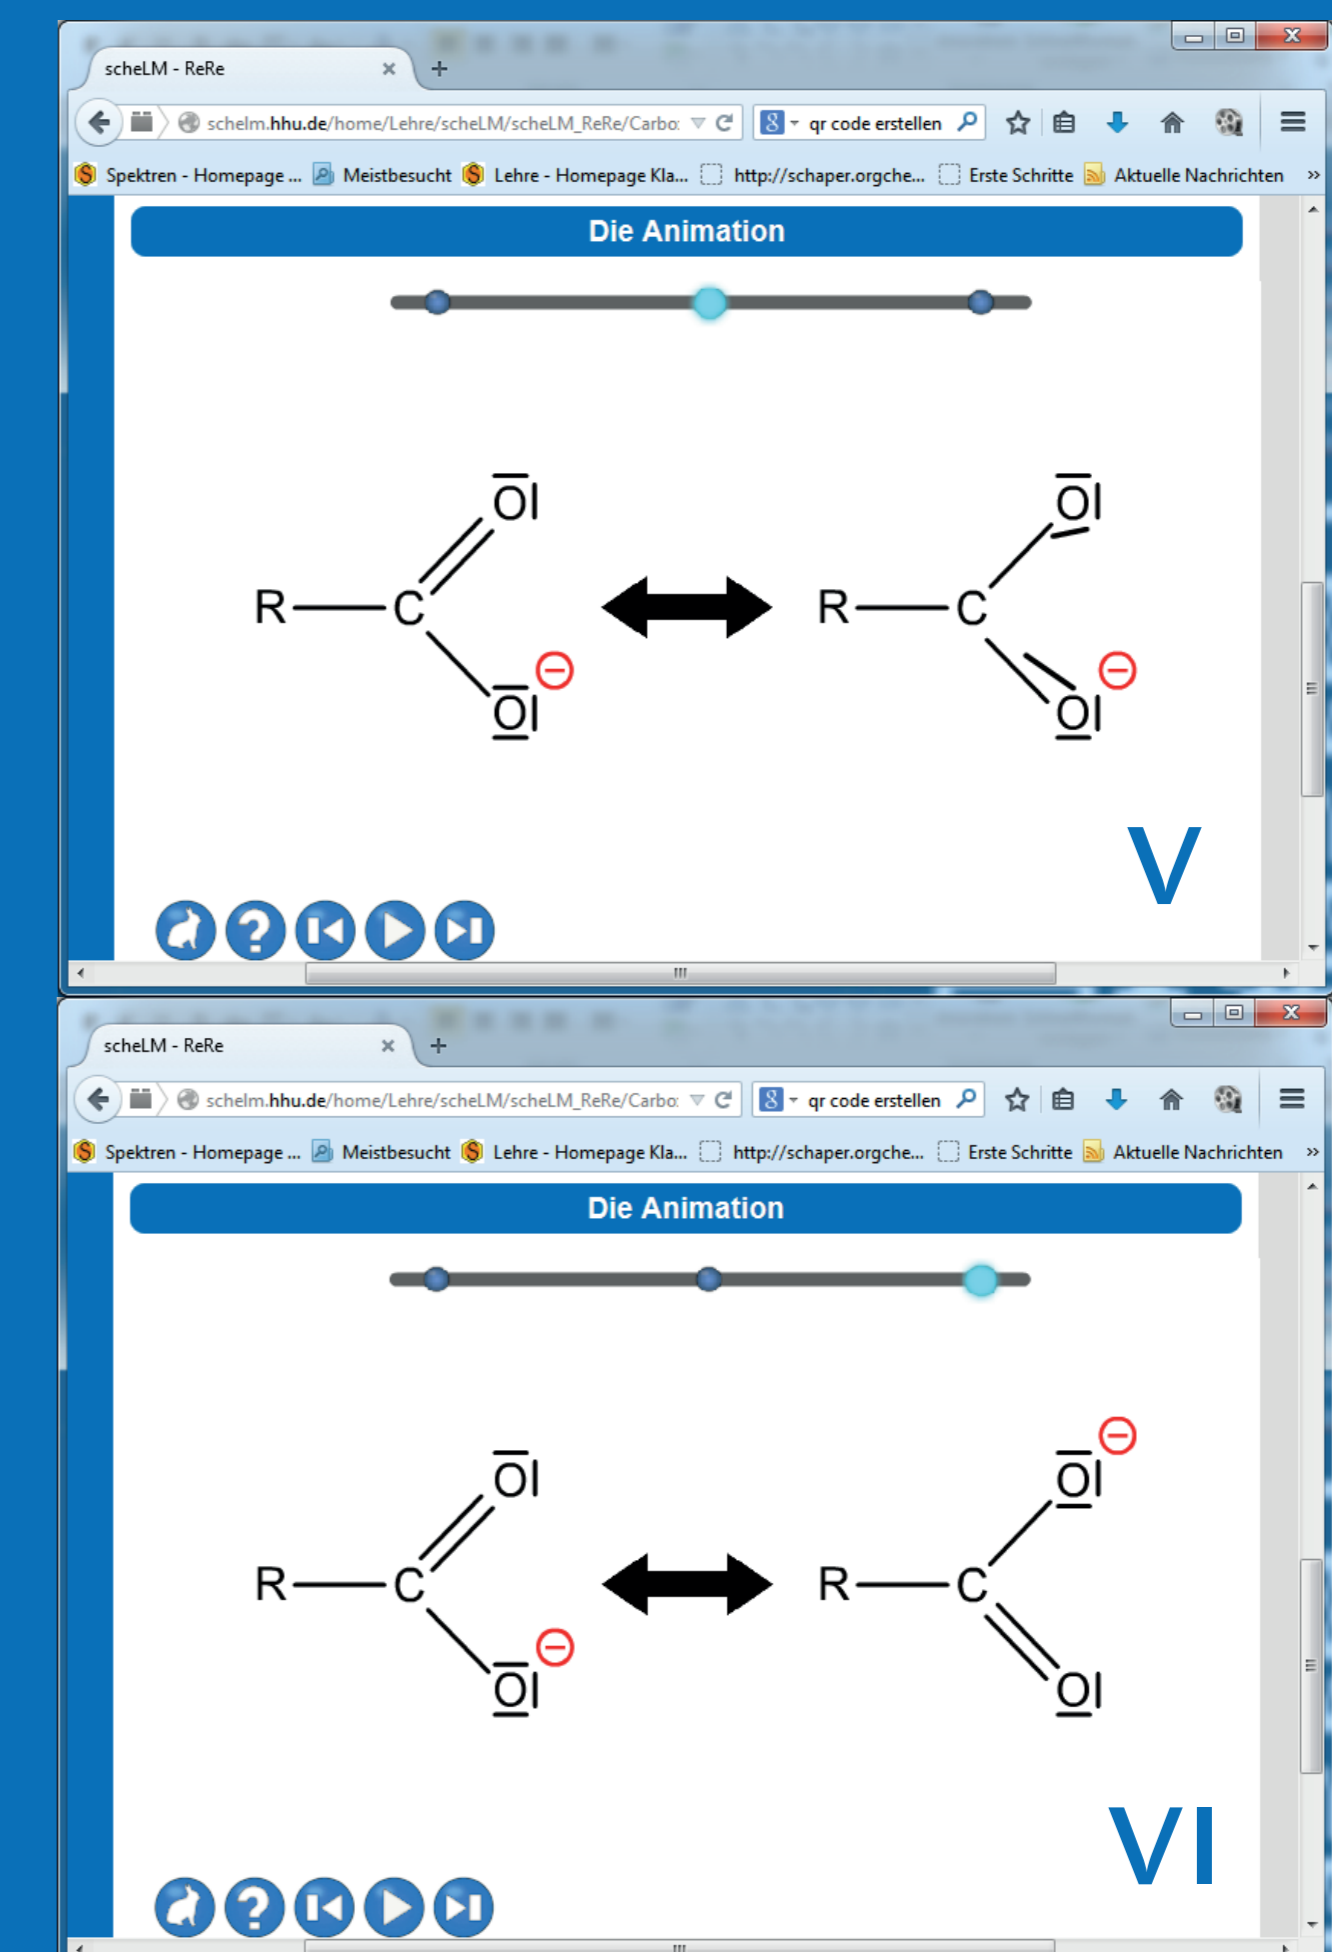 scheLM - ReRe
schelm.hhu.de/home/Lehre/scheLM/scheLM_ReRe/Carbo: qr code erstellen
Spektren - Homepage ... Meistbesucht Lehre - Homepage Kla... http://schaper.orgche... Erste Schritte Aktuelle Nachrichten »
Die Animation
O O
R C R C
O O
V
scheLM - ReRe
schelm.hhu.de/home/Lehre/scheLM/scheLM_ReRe/Carbo: qr code erstellen
Spektren - Homepage ... Meistbesucht Lehre - Homepage Kla... http://schaper.orgche... Erste Schritte Aktuelle Nachrichten »
Die Animation
O O
R C R C
O O
VI